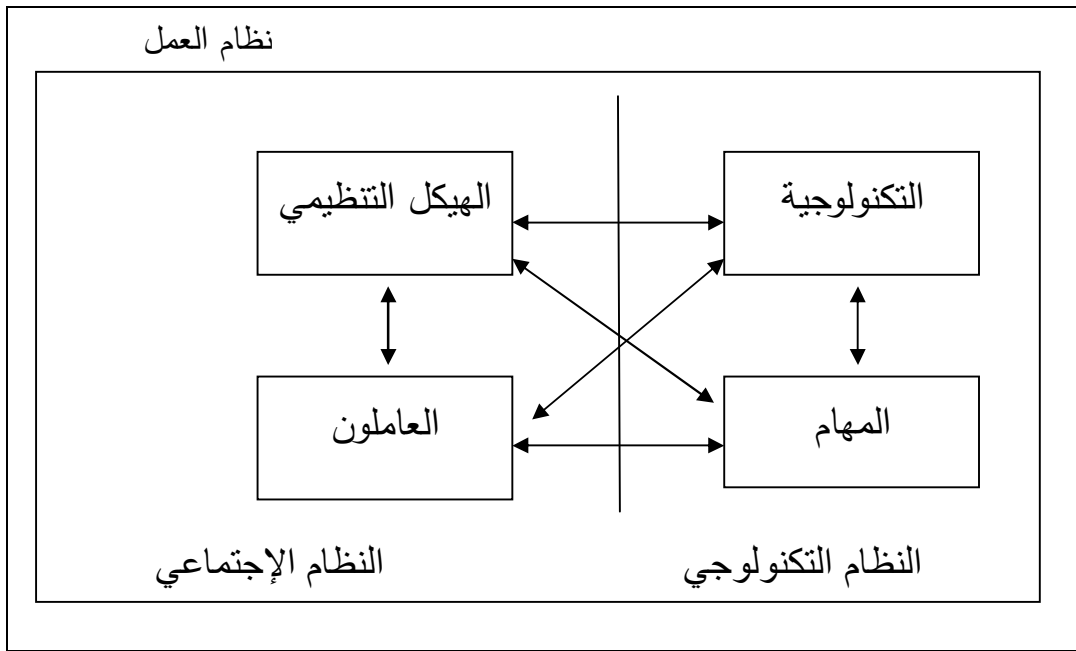 نظام العمل
التكنولوجية
الهيكل التنظيمي
المهام
العاملون
النظام التكنولوجي
النظام الإجتماعي